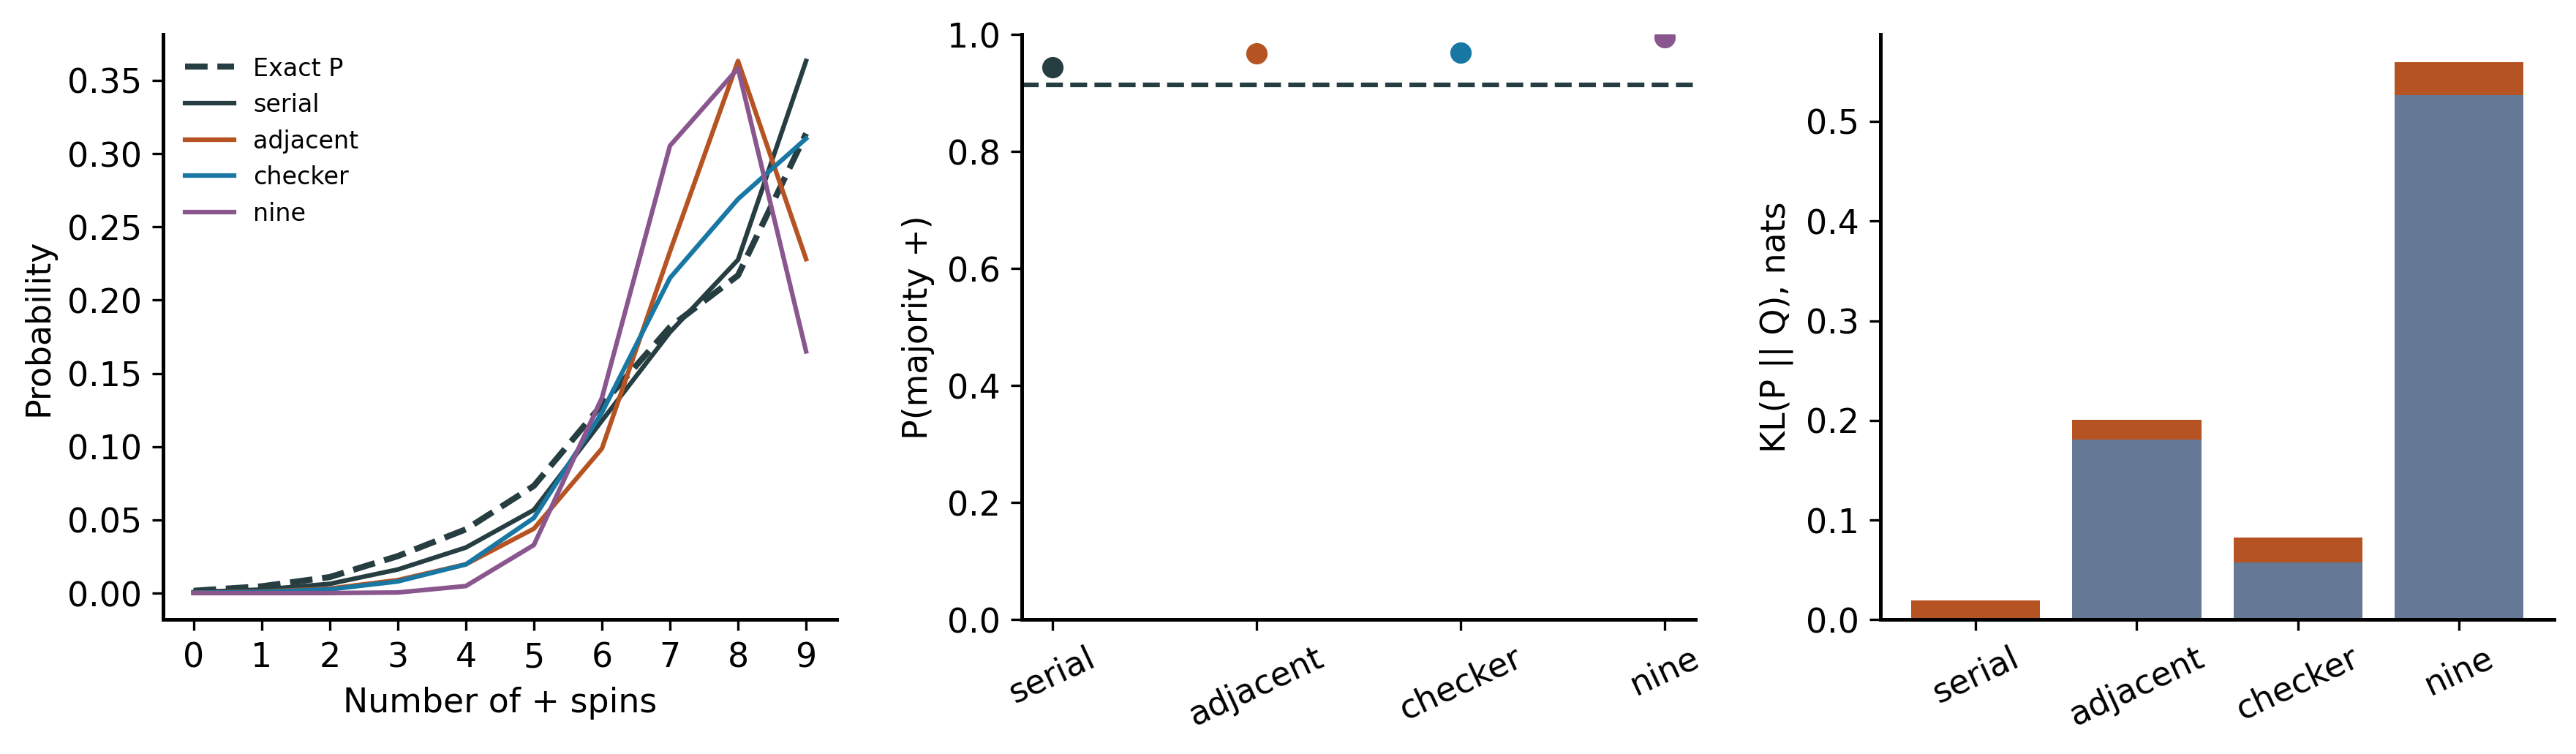 Probability
0.35
0.30
0.25
0.20
0.15
0.10
0.05
0.00
Exact P
serial
adjacent
checker
nine
0 1 2 3 4 5 6 7 8 9
Number of + spins
P(majority +)
1.0
0.8
0.6
0.4
0.2
0.0
serial adjacent checker nine
KL(P || Q), nats
0.5
0.4
0.3
0.2
0.1
0.0
serial adjacent checker nine